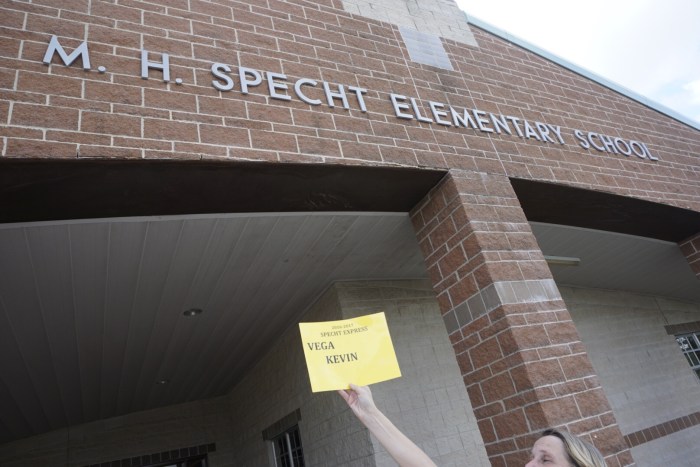 M. H. SPECHT ELEMENTARY SCHOOL
SPECHT EXPRESS
VEGA
KEVIN